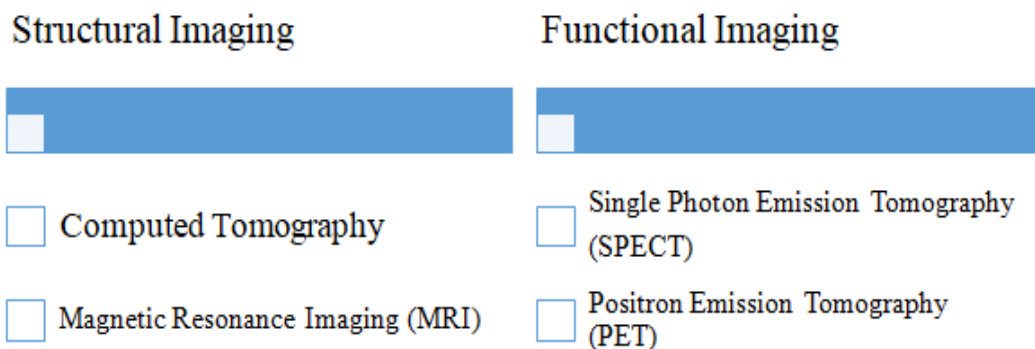 Structural Imaging
Computed Tomography
Magnetic Resonance Imaging (MRI)
Functional Imaging
Single Photon Emission Tomography
(SPECT)
Positron Emission Tomography
(PET)